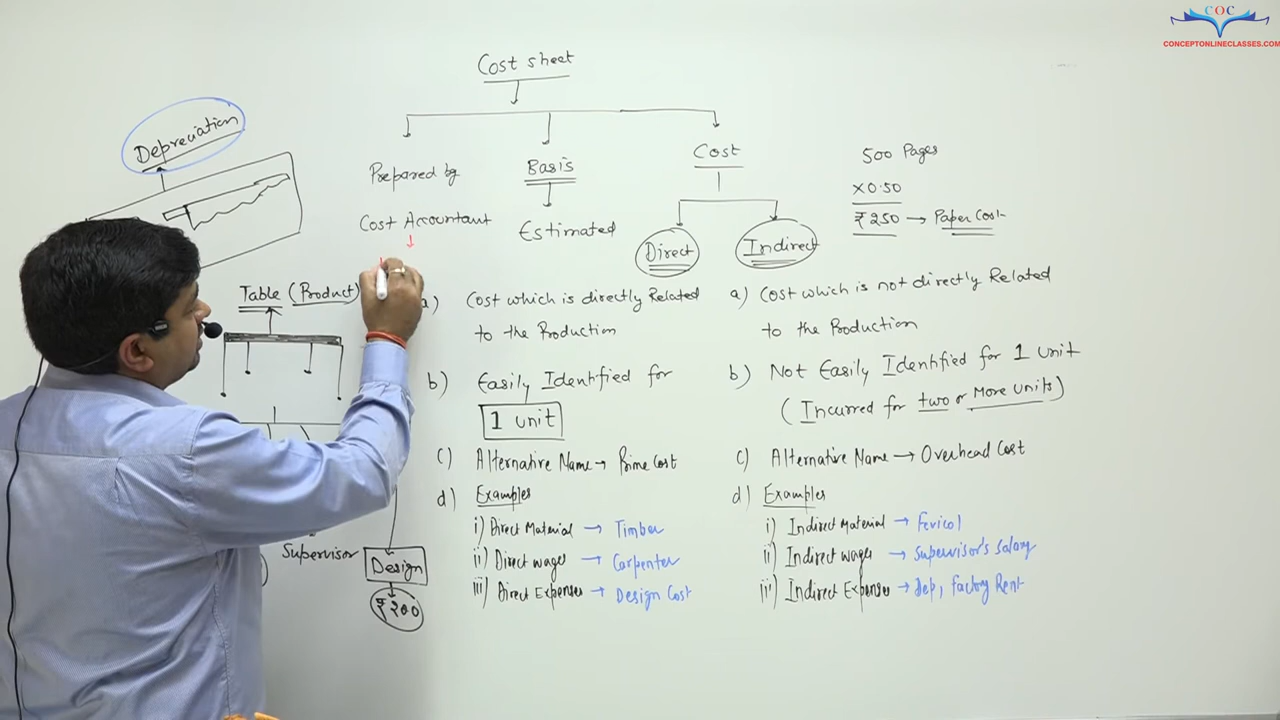 COC
CONCEPTONLINECLASSES.COM
Cost sheet
Depreciation
Prepared by
Cost Accountant
Basis
Estimated
Cost
Direct
Indirect
500 Pages
X0.50
₹250 → Paper Cost
Table (Product)
Supervisor
Design
₹200
a) Cost which is directly Related
to the Production
b) Easily Identified for
1 unit
c) Alternative Name → Prime Cost
d) Examples
i) Direct Material → Timber
ii) Direct wages → Carpenter
iii) Direct Expenses → Design Cost
a) Cost which is not directly Related
to the Production
b) Not Easily Identified for 1 unit
(Incurred for two or More units)
c) Alternative Name → Overhead Cost
d) Examples
i) Indirect Material → Fevicol
ii) Indirect wages → Supervisor's Salary
iii) Indirect Expenses → Dep, Factory Rent